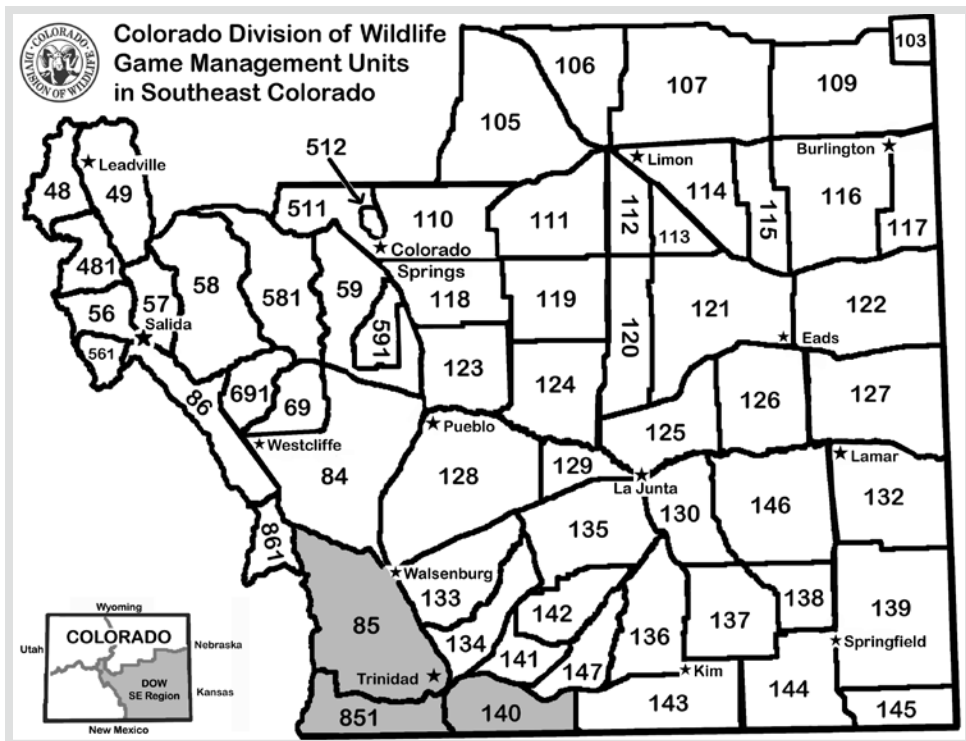 COLORADO
DIVISION OF WILDLIFE
Colorado Division of Wildlife
Game Management Units
in Southeast Colorado
103
106
107
109
105
512
Limon
Burlington
Leadville
48
49
511
110
111
112
114
115
116
117
113
Colorado
Springs
481
58
581
59
118
119
121
122
57
56
Salida
591
120
Eads
561
123
124
126
127
86
691
69
Westcliffe
Pueblo
125
84
128
129
La Junta
Lamar
130
146
132
861
135
Walsenburg
133
142
138
139
85
134
136
137
Springfield
141
147
Kim
Trinidad
851
140
143
144
145
Wyoming
COLORADO
Utah
Nebraska
DOW
SE Region
Kansas
New Mexico